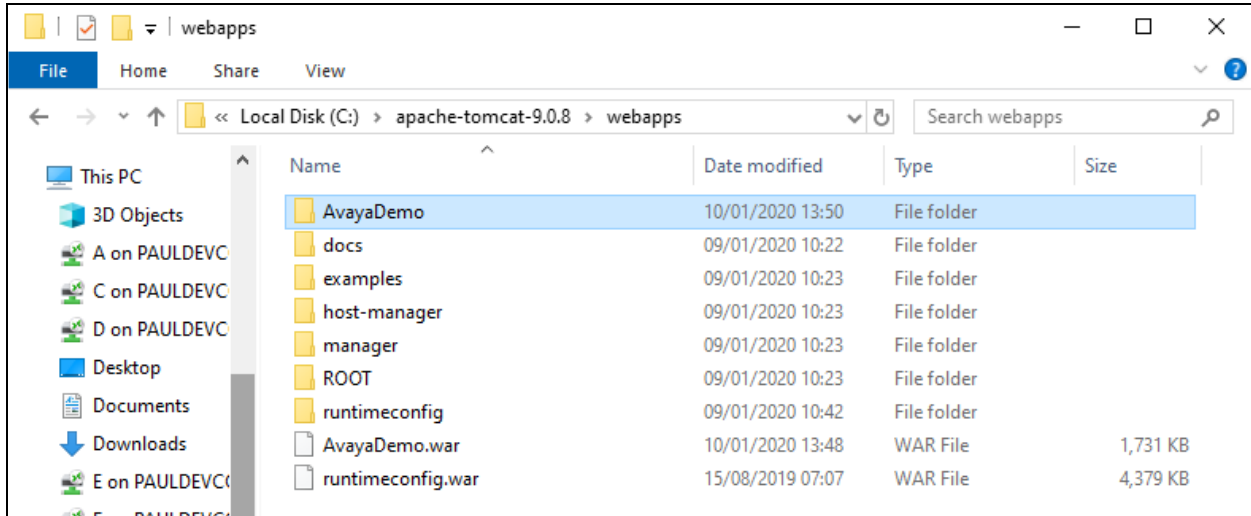 webapps
File Home Share View
« Local Disk (C:) > apache-tomcat-9.0.8 > webapps Search webapps
Name Date modified Type Size
This PC
3D Objects
A on PAULDEVC
C on PAULDEVC
D on PAULDEVC
Desktop
Documents
Downloads
E on PAULDEVC
AvayaDemo 10/01/2020 13:50 File folder
docs 09/01/2020 10:22 File folder
examples 09/01/2020 10:23 File folder
host-manager 09/01/2020 10:23 File folder
manager 09/01/2020 10:23 File folder
ROOT 09/01/2020 10:23 File folder
runtimeconfig 09/01/2020 10:42 File folder
AvayaDemo.war 10/01/2020 13:48 WAR File 1,731 KB
runtimeconfig.war 15/08/2019 07:07 WAR File 4,379 KB